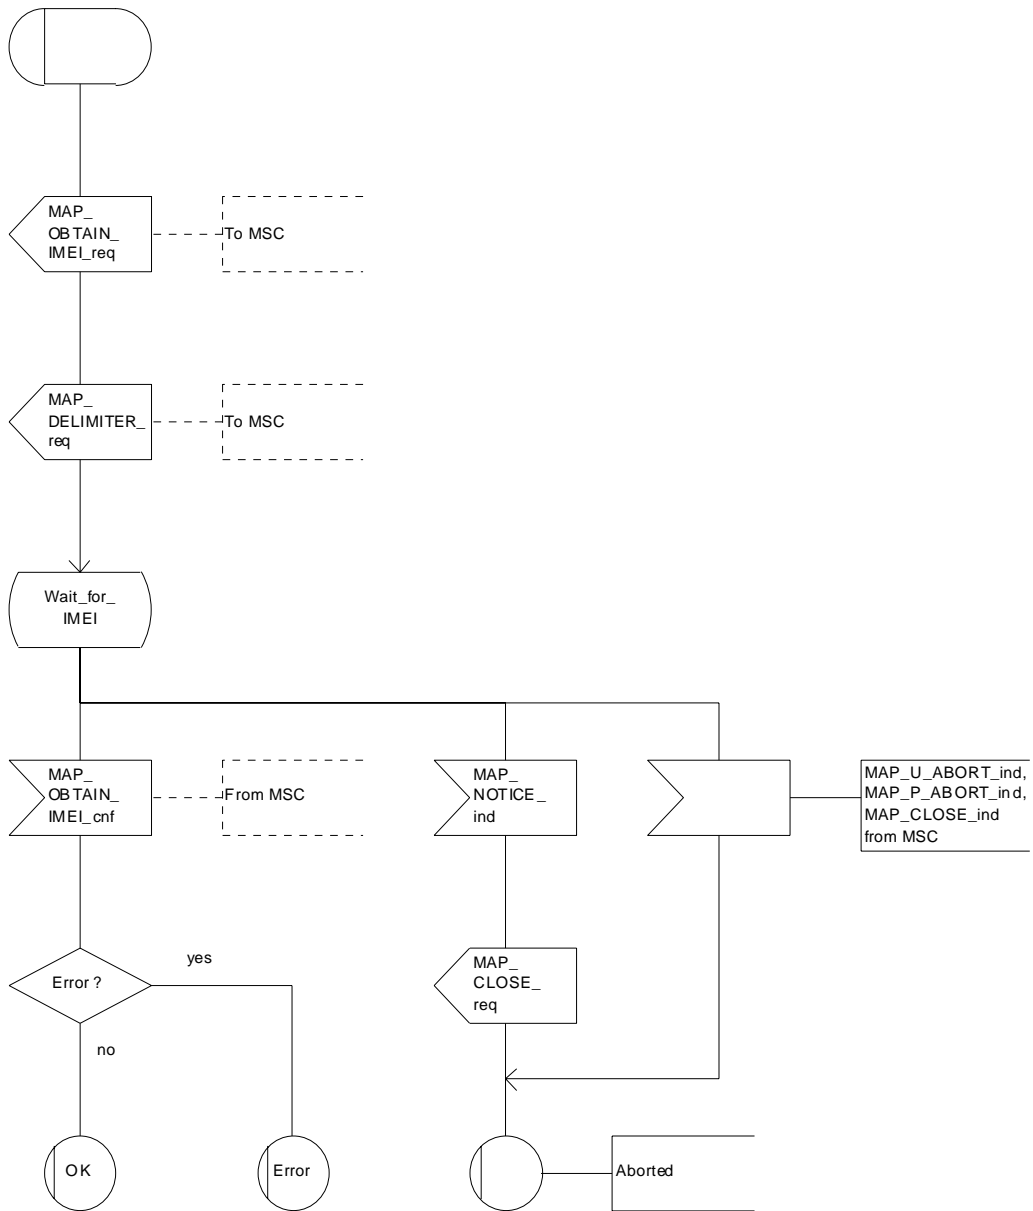 MAP_
OBTAIN_
IMEI_req
To MSC
MAP_
DELIMITER_
req
To MSC
Wait_for_
IMEI
MAP_
OBTAIN_
IMEI_cnf
From MSC
MAP_
NOTICE_
ind
MAP_U_ABORT_ind,
MAP_P_ABORT_ind,
MAP_CLOSE_ind
from MSC
Error ?
yes
no
MAP_
CLOSE_
req
OK
Error
Aborted